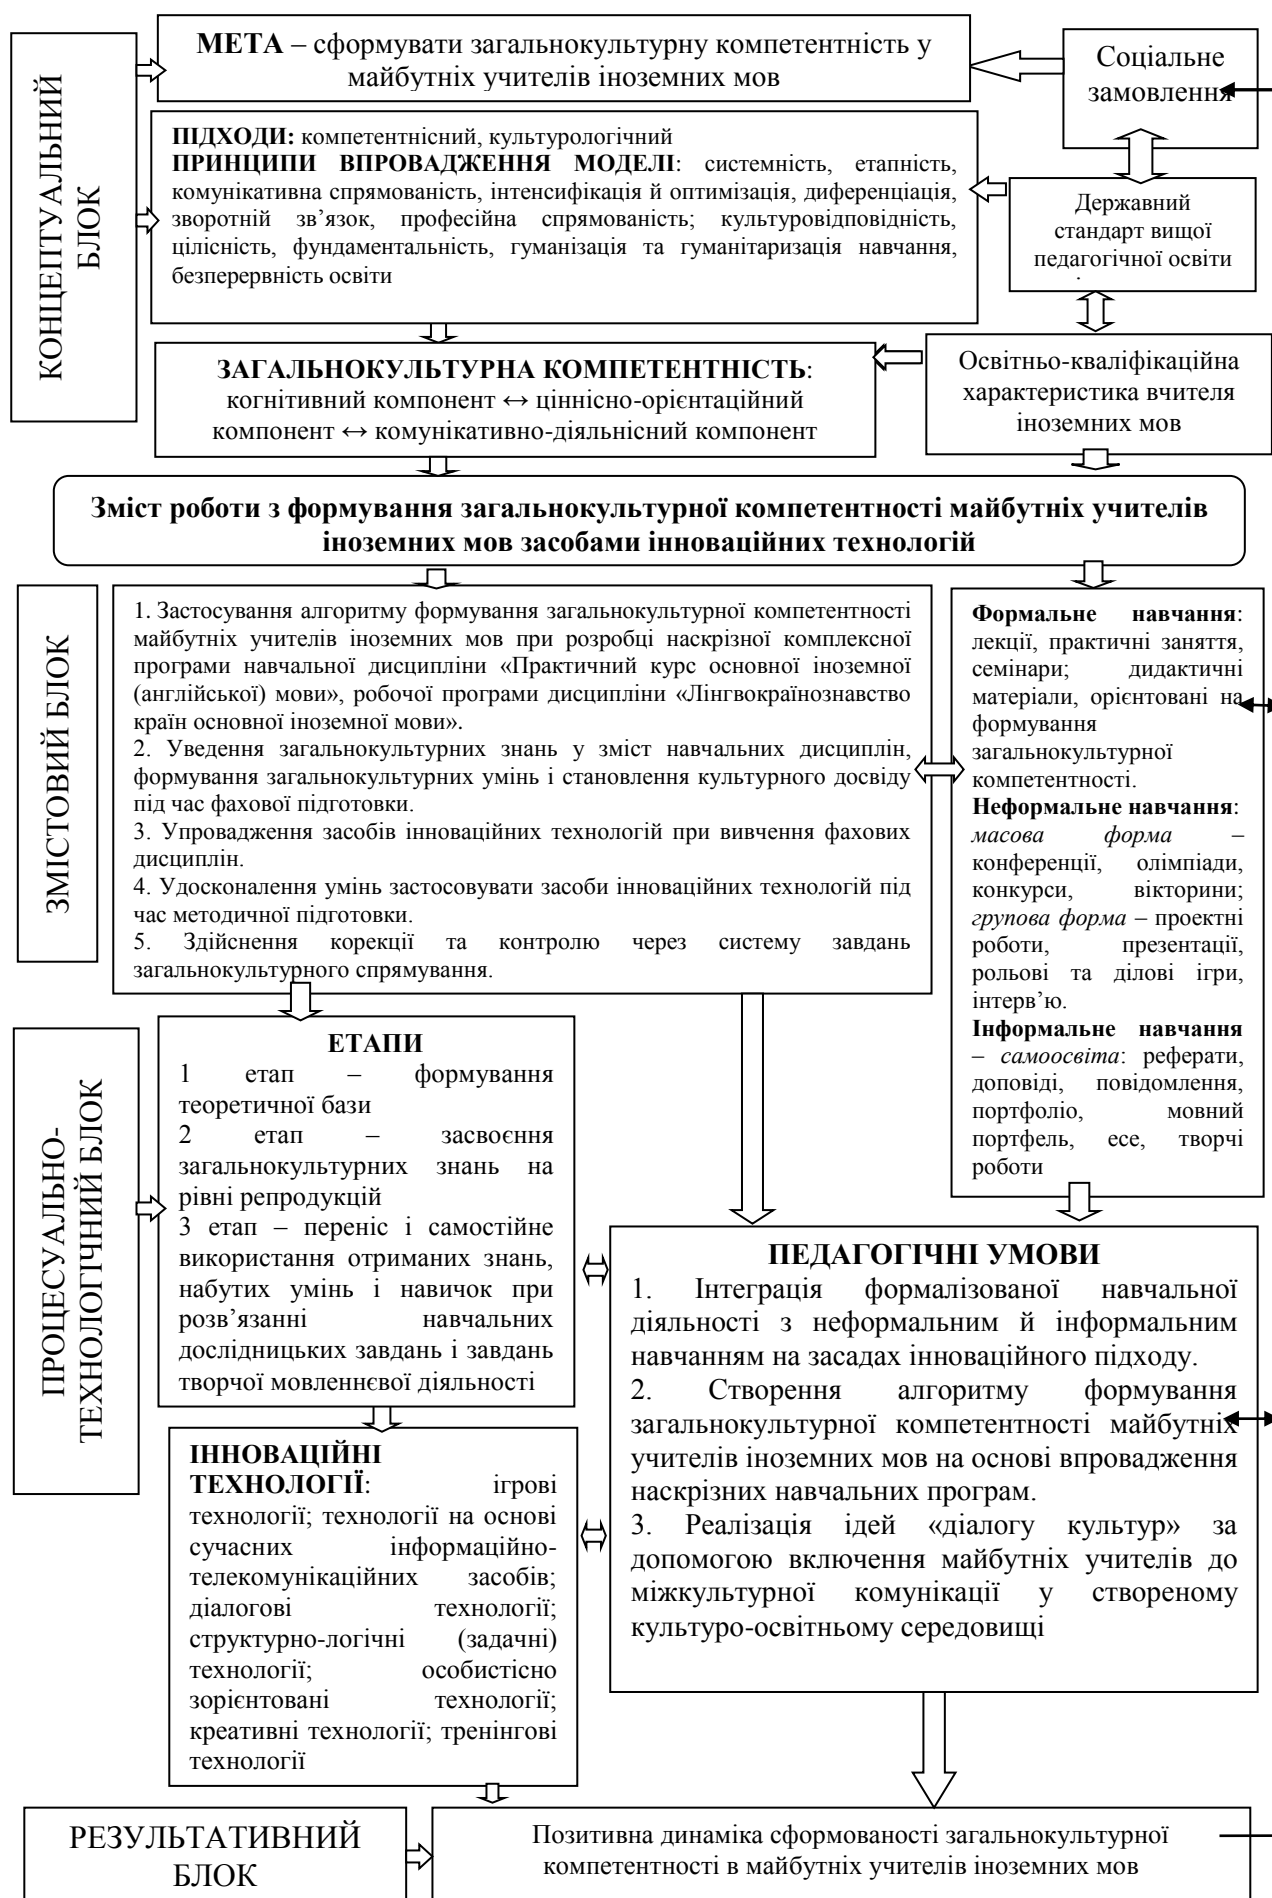 КОНЦЕПТУАЛЬНИЙ
БЛОК
МЕТА – сформувати загальнокультурну компетентність у
майбутніх учителів іноземних мов
Соціальне
замовлення
ПІДХОДИ: компетентнісний, культурологічний
ПРИНЦИПИ ВПРОВАДЖЕННЯ МОДЕЛІ: системність, етапність,
комунікативна спрямованість, інтенсифікація й оптимізація, диференціація,
зворотній зв’язок, професійна спрямованість; культуровідповідність,
цілісність, фундаментальність, гуманізація та гуманітаризація навчання,
безперервність освіти
Державний
стандарт вищої
педагогічної освіти
ЗАГАЛЬНОКУЛЬТУРНА КОМПЕТЕНТНІСТЬ:
когнітивний компонент ↔ ціннісно-орієнтаційний
компонент ↔ комунікативно-діяльнісний компонент
Освітньо-кваліфікаційна
характеристика вчителя
іноземних мов
Зміст роботи з формування загальнокультурної компетентності майбутніх учителів
іноземних мов засобами інноваційних технологій
ЗМІСТОВИЙ БЛОК
1. Застосування алгоритму формування загальнокультурної компетентності
майбутніх учителів іноземних мов при розробці наскрізної комплексної
програми навчальної дисципліни «Практичний курс основної іноземної
(англійської) мови», робочої програми дисципліни «Лінгвокраїнознавство
країн основної іноземної мови».
2. Уведення загальнокультурних знань у зміст навчальних дисциплін,
формування загальнокультурних умінь і становлення культурного досвіду
під час фахової підготовки.
3. Упровадження засобів інноваційних технологій при вивчення фахових
дисциплін.
4. Удосконалення умінь застосовувати засоби інноваційних технологій під
час методичної підготовки.
5. Здійснення корекції та контролю через систему завдань
загальнокультурного спрямування.
Формальне навчання:
лекції, практичні заняття,
семінари; дидактичні
матеріали, орієнтовані на
формування
загальнокультурної
компетентності.
Неформальне навчання:
масова форма –
конференції, олімпіади,
конкурси, вікторини;
групова форма – проектні
роботи, презентації,
рольові та ділові ігри,
інтерв’ю.
Інформальне навчання
– самоосвіта: реферати,
доповіді, повідомлення,
портфоліо, мовний
портфель, есе, творчі
роботи
ПРОЦЕСУАЛЬНО-
ТЕХНОЛОГІЧНИЙ БЛОК
ЕТАПИ
1 етап – формування
теоретичної бази
2 етап – засвоєння
загальнокультурних знань на
рівні репродукцій
3 етап – переніс і самостійне
використання отриманих знань,
набутих умінь і навичок при
розв’язанні навчальних
дослідницьких завдань і завдань
творчої мовленнєвої діяльності
ПЕДАГОГІЧНІ УМОВИ
1. Інтеграція формалізованої навчальної
діяльності з неформальним й інформальним
навчанням на засадах інноваційного підходу.
2. Створення алгоритму формування
загальнокультурної компетентності майбутніх
учителів іноземних мов на основі впровадження
наскрізних навчальних програм.
3. Реалізація ідей «діалогу культур» за
допомогою включення майбутніх учителів до
міжкультурної комунікації у створеному
культуро-освітньому середовищі
ІННОВАЦІЙНІ
ТЕХНОЛОГІЇ: ігрові
технології; технології на основі
сучасних інформаційно-
телекомунікаційних засобів;
діалогові технології;
структурно-логічні (задачні)
технології; особистісно
зорієнтовані технології;
креативні технології; тренінгові
технології
РЕЗУЛЬТАТИВНИЙ
БЛОК
Позитивна динаміка сформованості загальнокультурної
компетентності в майбутніх учителів іноземних мов